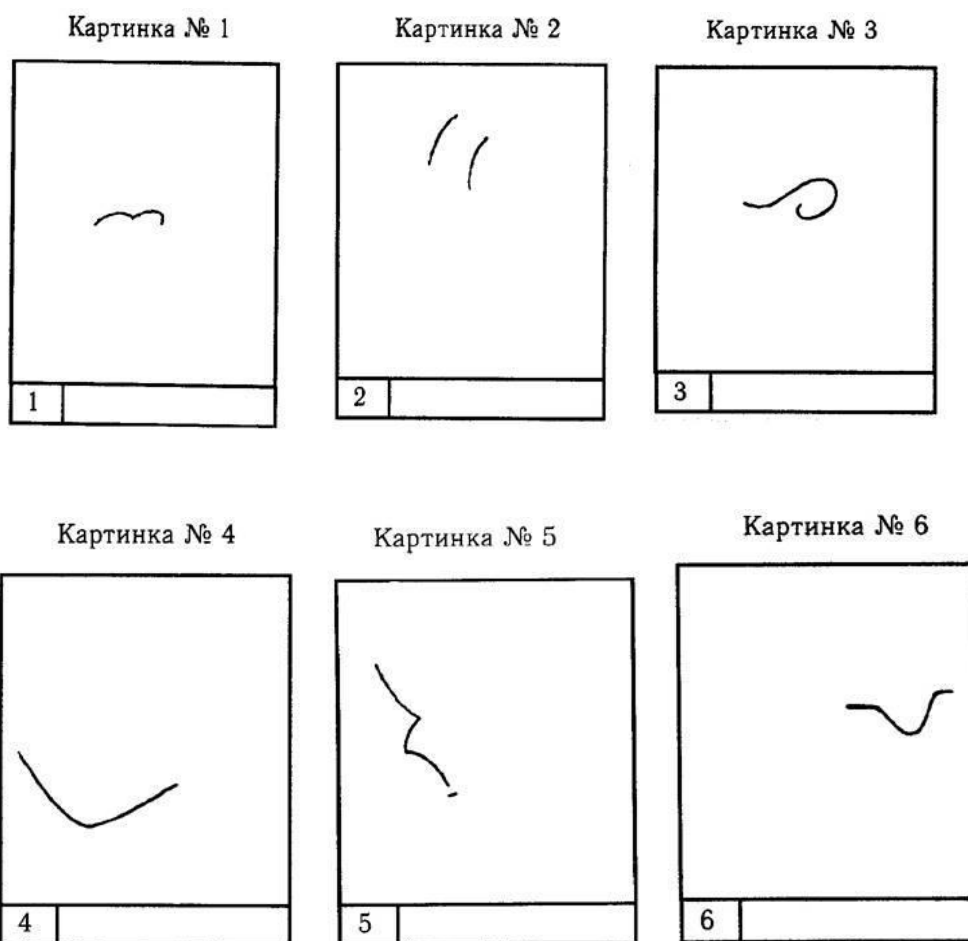 Картинка № 1
Картинка № 2
Картинка № 3
1
2
3
Картинка № 4
Картинка № 5
Картинка № 6
4
5
6